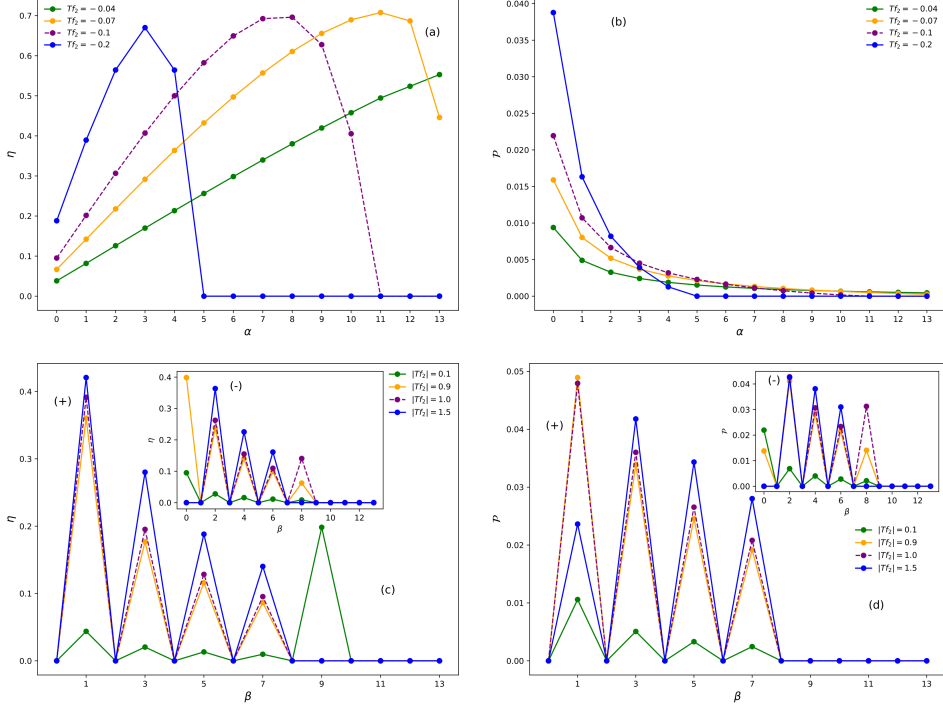 Tf₂ = −0.04
Tf₂ = −0.07
Tf₂ = −0.1
Tf₂ = −0.2
(a)
0.7
0.6
0.5
0.4
0.3
0.2
0.1
0.0
η
0 1 2 3 4 5 6 7 8 9 10 11 12 13
α
(b)
Tf₂ = −0.04
Tf₂ = −0.07
Tf₂ = −0.1
Tf₂ = −0.2
0.040
0.035
0.030
0.025
0.020
0.015
0.010
0.005
0.000
𝒫
0 1 2 3 4 5 6 7 8 9 10 11 12 13
α
(+)
0.4
0.3
0.2
0.1
0.0
η
1 3 5 7 9 11 13
β
(c)
(-)
0.4
0.3
0.2
0.1
0.0
η
0 2 4 6 8 10 12
β
|Tf₂| = 0.1
|Tf₂| = 0.9
|Tf₂| = 1.0
|Tf₂| = 1.5
(+)
0.05
0.04
0.03
0.02
0.01
0.00
𝒫
1 3 5 7 9 11 13
β
(d)
(-)
0.04
0.03
0.02
0.01
0.00
𝒫
0 2 4 6 8 10 12
β
|Tf₂| = 0.1
|Tf₂| = 0.9
|Tf₂| = 1.0
|Tf₂| = 1.5